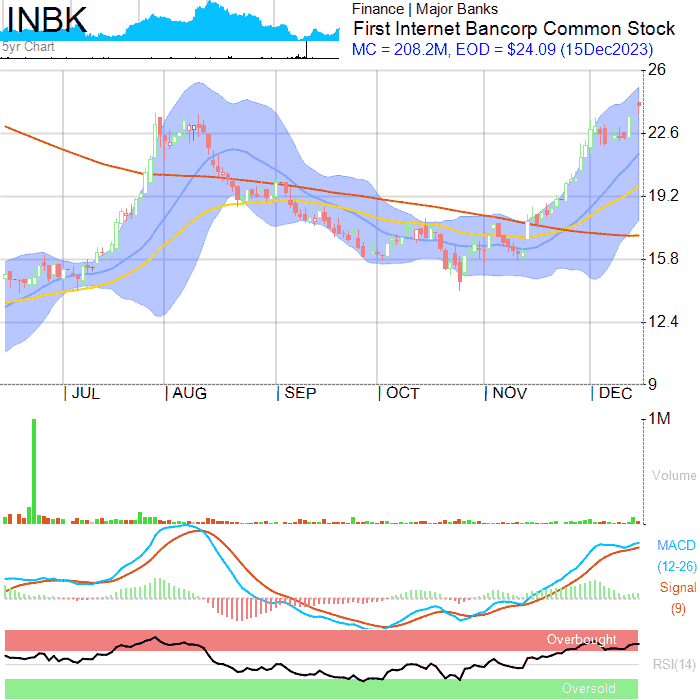 INBK
5yr Chart
Finance | Major Banks
First Internet Bancorp Common Stock
MC = 208.2M, EOD = $24.09 (15Dec2023)
26
22.6
19.2
15.8
12.4
9
| JUL | AUG | SEP | OCT | NOV | DEC
1M
Volume
MACD
(12-26)
Signal
(9)
Overbought
RSI(14)
Oversold